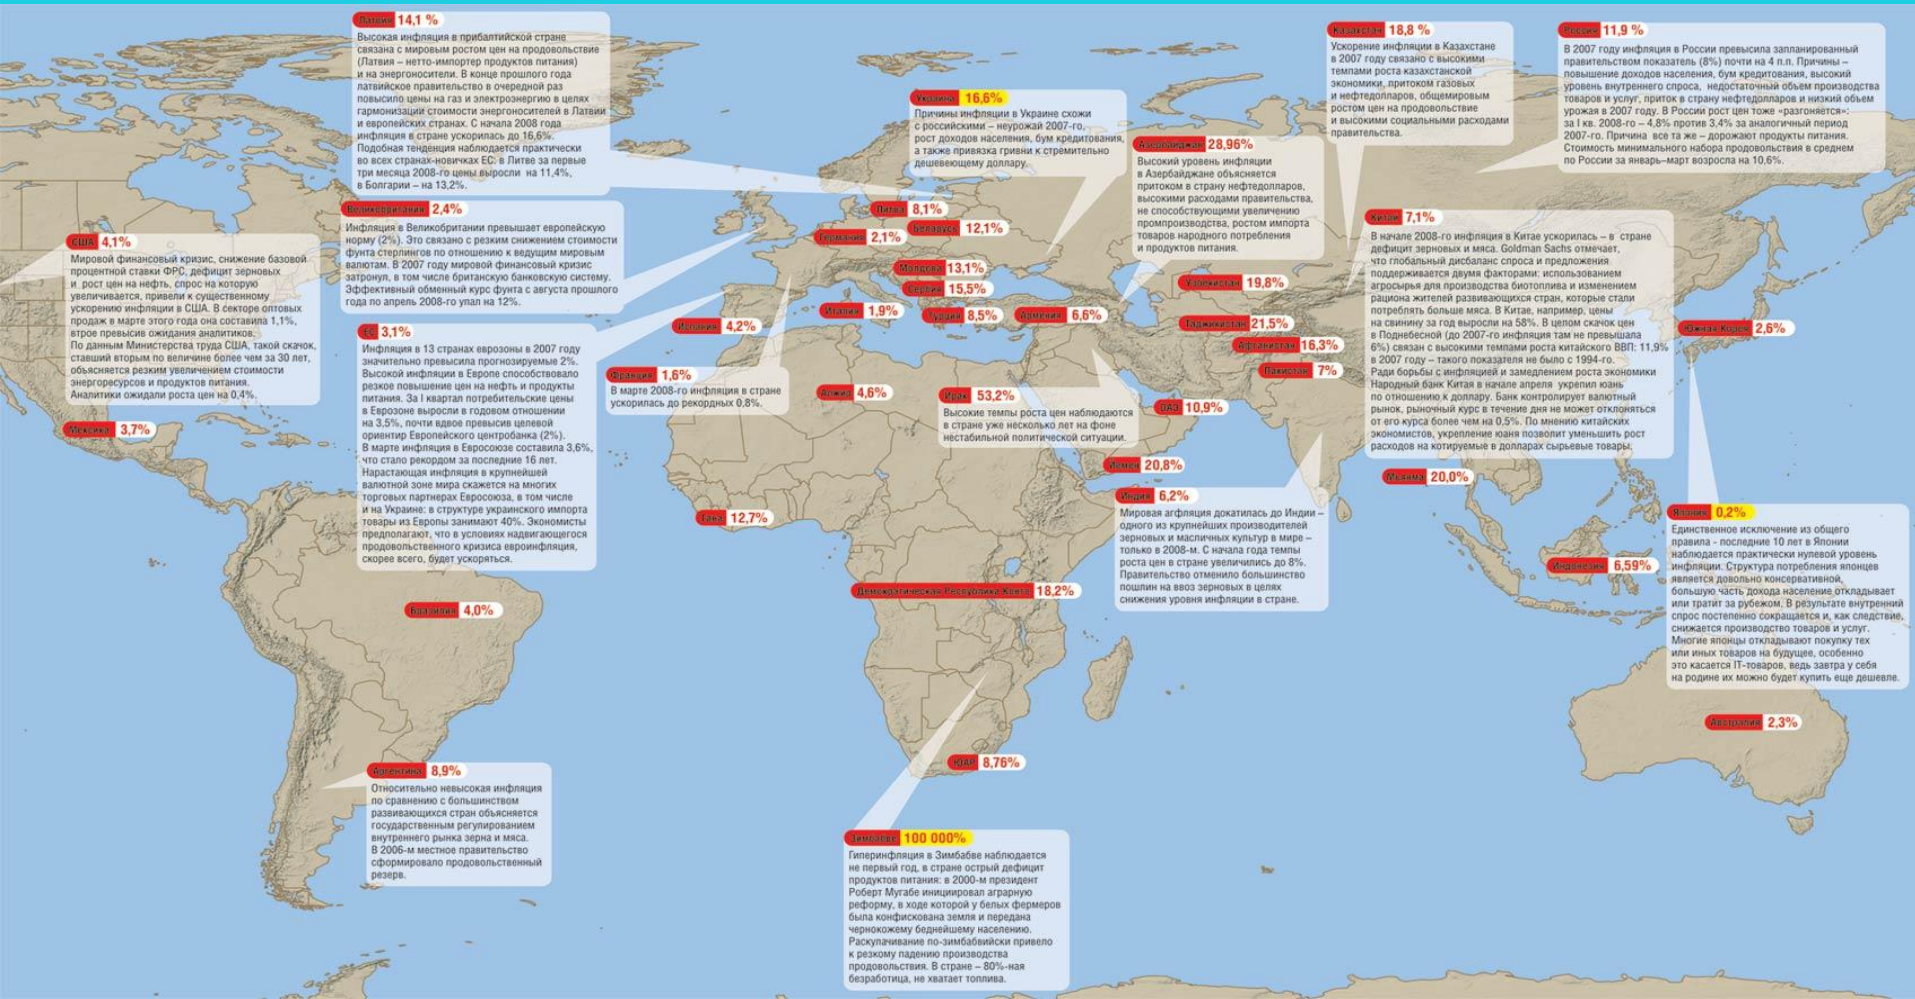 Латвия 14,1 %
Высокая инфляция в прибалтийской стране
связана с мировым ростом цен на продовольствие
(Латвия – нетто-импортер продуктов питания)
и на энергоносители. В конце прошлого года
латвийское правительство в очередной раз
повысило цены на газ и электроэнергию в целях
гармонизации стоимости энергоносителей в Латвии
и европейских странах. С начала 2008 года
инфляция в стране ускорилась до 16,6%.
Подобная тенденция наблюдается практически
во всех странах-новичках ЕС: в Литве за первые
три месяца 2008-го цены выросли на 11,4%,
в Болгарии – на 13,2%.
Казахстан 18,8 %
Ускорение инфляции в Казахстане
в 2007 году связано с высокими
темпами роста казахстанской
экономики, притоком газовых
и нефтедолларов, общемировым
ростом цен на продовольствие
и высокими социальными расходами
правительства.
Россия 11,9 %
В 2007 году инфляция в России превысила запланированный
правительством показатель (8%) почти на 4 п.п. Причины –
повышение доходов населения, бум кредитования, высокий
уровень внутреннего спроса, недостаточный объем производства
товаров и услуг, приток в страну нефтедолларов и низкий объем
урожая в 2007 году. В России рост цен тоже «разгоняется»:
за I кв. 2008-го – 4,8% против 3,4% за аналогичный период
2007-го. Причина все та же – дорожают продукты питания.
Стоимость минимального набора продовольствия в среднем
по России за январь–март возросла на 10,6%.
Украина 16,6%
Причины инфляции в Украине схожи
с российскими – неурожай 2007-го,
рост доходов населения, бум кредитования,
а также привязка гривни к стремительно
дешевеющему доллару.
Азербайджан 28,96%
Высокий уровень инфляции
в Азербайджане объясняется
притоком в страну нефтедолларов,
высокими расходами правительства,
не способствующими увеличению
промпроизводства, ростом импорта
товаров народного потребления
и продуктов питания.
Великобритания 2,4%
Инфляция в Великобритании превышает европейскую
норму (2%). Это связано с резким снижением стоимости
фунта стерлингов по отношению к ведущим мировым
валютам. В 2007 году мировой финансовый кризис
затронул, в том числе британскую банковскую систему.
Эффективный обменный курс фунта с августа прошлого
года по апрель 2008-го упал на 12%.
Литва 8,1%
Беларусь 12,1%
Германия 2,1%
Китай 7,1%
В начале 2008-го инфляция в Китае ускорилась – в стране
дефицит зерновых и мяса. Goldman Sachs отмечает,
что глобальный дисбаланс спроса и предложения
поддерживается двумя факторами: использованием
агросырья для производства биотоплива и изменением
рациона жителей развивающихся стран, которые стали
потреблять больше мяса. В Китае, например, цены
на свинину за год выросли на 58%. В целом скачок цен
в Поднебесной (до 2007-го инфляция там не превышала
6%) связан с высокими темпами роста китайского ВВП: 11,9%
в 2007 году – такого показателя не было с 1994-го.
Ради борьбы с инфляцией и замедлением роста экономики
Народный банк Китая в начале апреля укрепил юань
по отношению к доллару. Банк контролирует валютный
рынок, рыночный курс в течение дня не может отклоняться
от его курса более чем на 0,5%. По мнению китайских
экономистов, укрепление юаня позволит уменьшить рост
расходов на котируемые в долларах сырьевые товары.
США 4,1%
Мировой финансовый кризис, снижение базовой
процентной ставки ФРС, дефицит зерновых
и рост цен на нефть, спрос на которую
увеличивается, привели к существенному
ускорению инфляции в США. В секторе оптовых
продаж в марте этого года она составила 1,1%,
втрое превысив ожидания аналитиков.
По данным Министерства труда США, такой скачок,
ставший вторым по величине более чем за 30 лет,
объясняется резким увеличением стоимости
энергоресурсов и продуктов питания.
Аналитики ожидали роста цен на 0,4%.
Молдова 13,1%
Сербия 15,5%
Узбекистан 19,8%
Италия 1,9%
Турция 8,5%
Армения 6,6%
Испания 4,2%
Таджикистан 21,5%
Южная Корея 2,6%
ЕС 3,1%
Инфляция в 13 странах еврозоны в 2007 году
значительно превысила прогнозируемые 2%.
Высокой инфляции в Европе способствовало
резкое повышение цен на нефть и продукты
питания. За I квартал потребительские цены
в Еврозоне выросли в годовом отношении
на 3,5%, почти вдвое превысив целевой
ориентир Европейского центробанка (2%).
В марте инфляция в Евросоюзе составила 3,6%,
что стало рекордом за последние 16 лет.
Нарастающая инфляция в крупнейшей
валютной зоне мира скажется на многих
торговых партнерах Евросоюза, в том числе
и на Украине: в структуре украинского импорта
товары из Европы занимают 40%. Экономисты
предполагают, что в условиях надвигающегося
продовольственного кризиса евроинфляция,
скорее всего, будет ускоряться.
Афганистан 16,3%
Пакистан 7%
Франция 1,6%
В марте 2008-го инфляция в стране
ускорилась до рекордных 0,8%.
Алжир 4,6%
Ирак 53,2%
Высокие темпы роста цен наблюдаются
в стране уже несколько лет на фоне
нестабильной политической ситуации.
ОАЭ 10,9%
Мексика 3,7%
Йемен 20,8%
Мьянма 20,0%
Индия 6,2%
Мировая агфляция докатилась до Индии –
одного из крупнейших производителей
зерновых и масличных культур в мире –
только в 2008-м. С начала года темпы
роста цен в стране увеличились до 8%.
Правительство отменило большинство
пошлин на ввоз зерновых в целях
снижения уровня инфляции в стране.
Гана 12,7%
Япония 0,2%
Единственное исключение из общего
правила - последние 10 лет в Японии
наблюдается практически нулевой уровень
инфляции. Структура потребления японцев
является довольно консервативной,
большую часть дохода население откладывает
или тратит за рубежом. В результате внутренний
спрос постепенно сокращается и, как следствие,
снижается производство товаров и услуг.
Многие японцы откладывают покупку тех
или иных товаров на будущее, особенно
это касается IT-товаров, ведь завтра у себя
на родине их можно будет купить еще дешевле.
Индонезия 6,59%
Демократическая Республика Конго 18,2%
Бразилия 4,0%
Австралия 2,3%
ЮАР 8,76%
Аргентина 8,9%
Относительно невысокая инфляция
по сравнению с большинством
развивающихся стран объясняется
государственным регулированием
внутреннего рынка зерна и мяса.
В 2006-м местное правительство
сформировало продовольственный
резерв.
Зимбабве 100 000%
Гиперинфляция в Зимбабве наблюдается
не первый год, в стране острый дефицит
продуктов питания: в 2000-м президент
Роберт Мугабе инициировал аграрную
реформу, в ходе которой у белых фермеров
была конфискована земля и передана
чернокожему беднейшему населению.
Раскулачивание по-зимбабвийски привело
к резкому падению производства
продовольствия. В стране – 80%-ная
безработица, не хватает топлива.